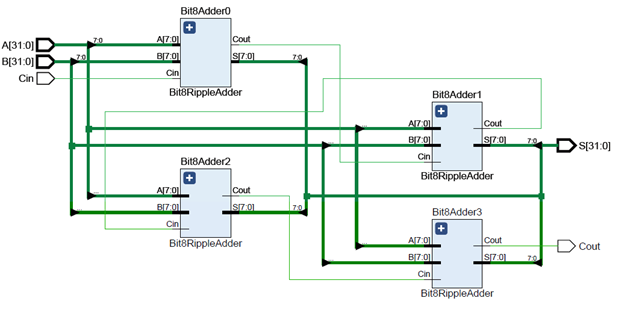 Bit8Adder0
A[31:0] 7:0 A[7:0] Cout
B[31:0] 7:0 B[7:0] S[7:0] 7:0
Cin Cin
Bit8RippleAdder
Bit8Adder1
A[7:0] Cout
B[7:0] S[7:0] 7:0 S[31:0]
Cin
Bit8RippleAdder
Bit8Adder2
A[7:0] Cout
B[7:0] S[7:0] 7:0
Cin
Bit8RippleAdder
Bit8Adder3
A[7:0] Cout Cout
B[7:0] S[7:0] 7:0
Cin
Bit8RippleAdder